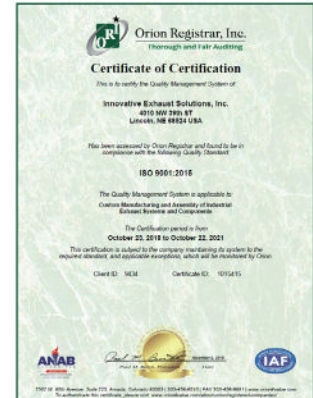 ORI
Orion Registrar, Inc.
Thorough and Fair Auditing
Certificate of Certification
This is to certify the Quality Management System of
Innovative Exhaust Solutions, Inc.
4010 NW 39th ST
Lincoln, NE 68524 USA
Has been assessed by Orion Registrar and found to be in
compliance with the following Quality Standard:
ISO 9001:2015
The Quality Management System is applicable to:
Custom Manufacturing and Assembly of Industrial
Exhaust Systems and Components
The Certification period is from
October 23, 2018 to October 22, 2021
This certification is subject to the company maintaining its system to the
required standard, and applicable exceptions, which will be monitored by Orion.
Client ID:
Certificate ID:
ANAB
IAF